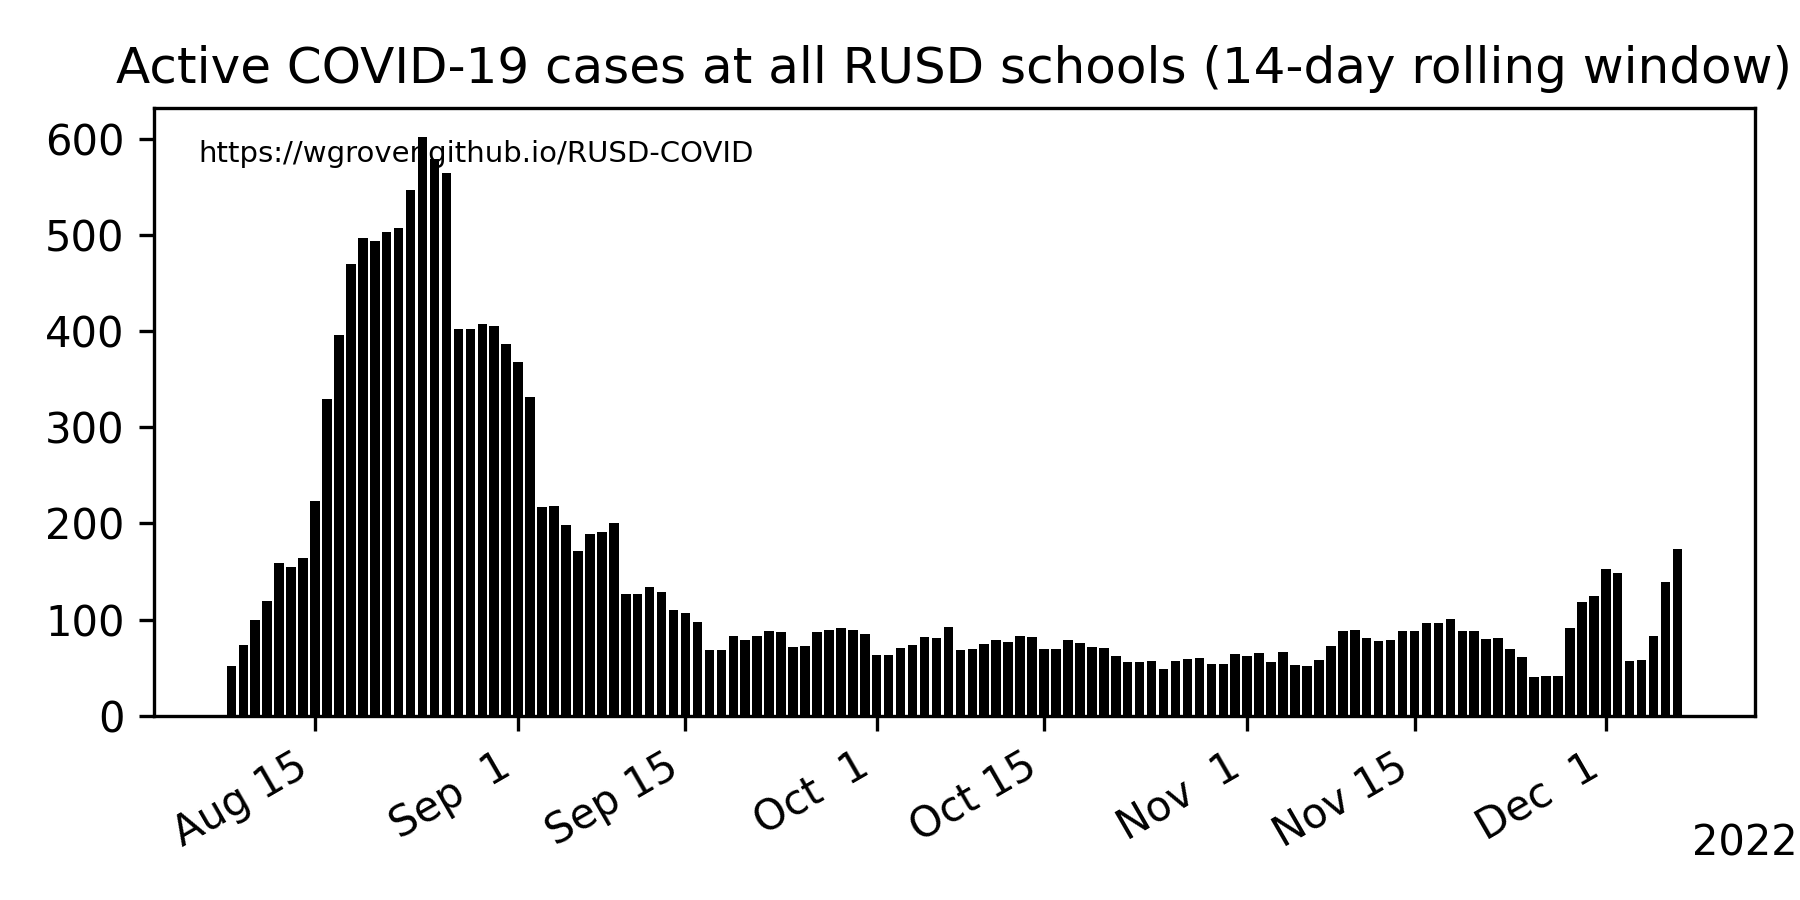 Active COVID-19 cases at all RUSD schools (14-day rolling window)
https://wgrover.github.io/RUSD-COVID
600
500
400
300
200
100
0
Aug 15
Sep 1
Sep 15
Oct 1
Oct 15
Nov 1
Nov 15
Dec 1
2022